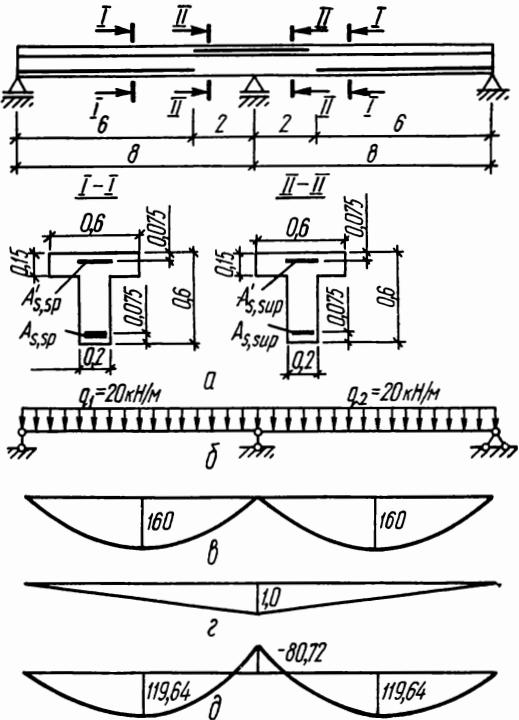 I II II I
I II II I
6 2 2 6
8 8
I–I II–II
0,6 0,075 0,6 0,075
0,15 0,15
A's,sp 0,075 0,6 A's,sup 0,075 0,6
As,sp As,sup
0,2 0,2
а
q1=20кН/м q2=20кН/м
б
160 160
в
1,0
г
-80,72
119,64 119,64
д